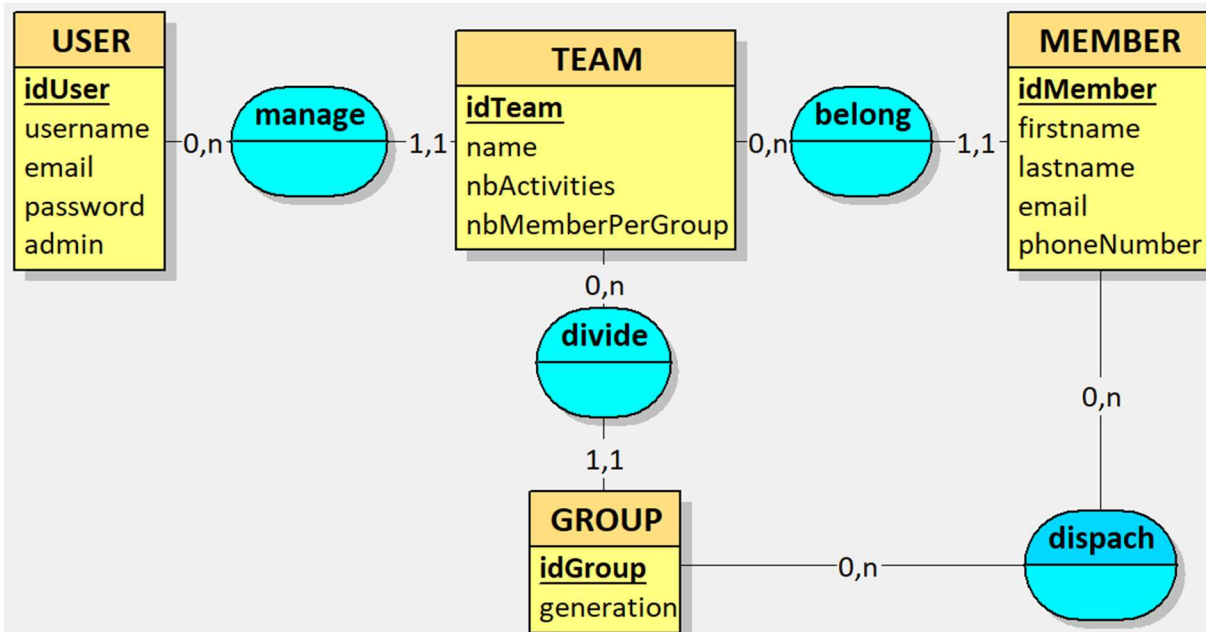 USER
idUser
username
email
password
admin
0,n
manage
1,1
TEAM
idTeam
name
nbActivities
nbMemberPerGroup
0,n
belong
1,1
MEMBER
idMember
firstname
lastname
email
phoneNumber
0,n
divide
1,1
GROUP
idGroup
generation
0,n
dispach
0,n